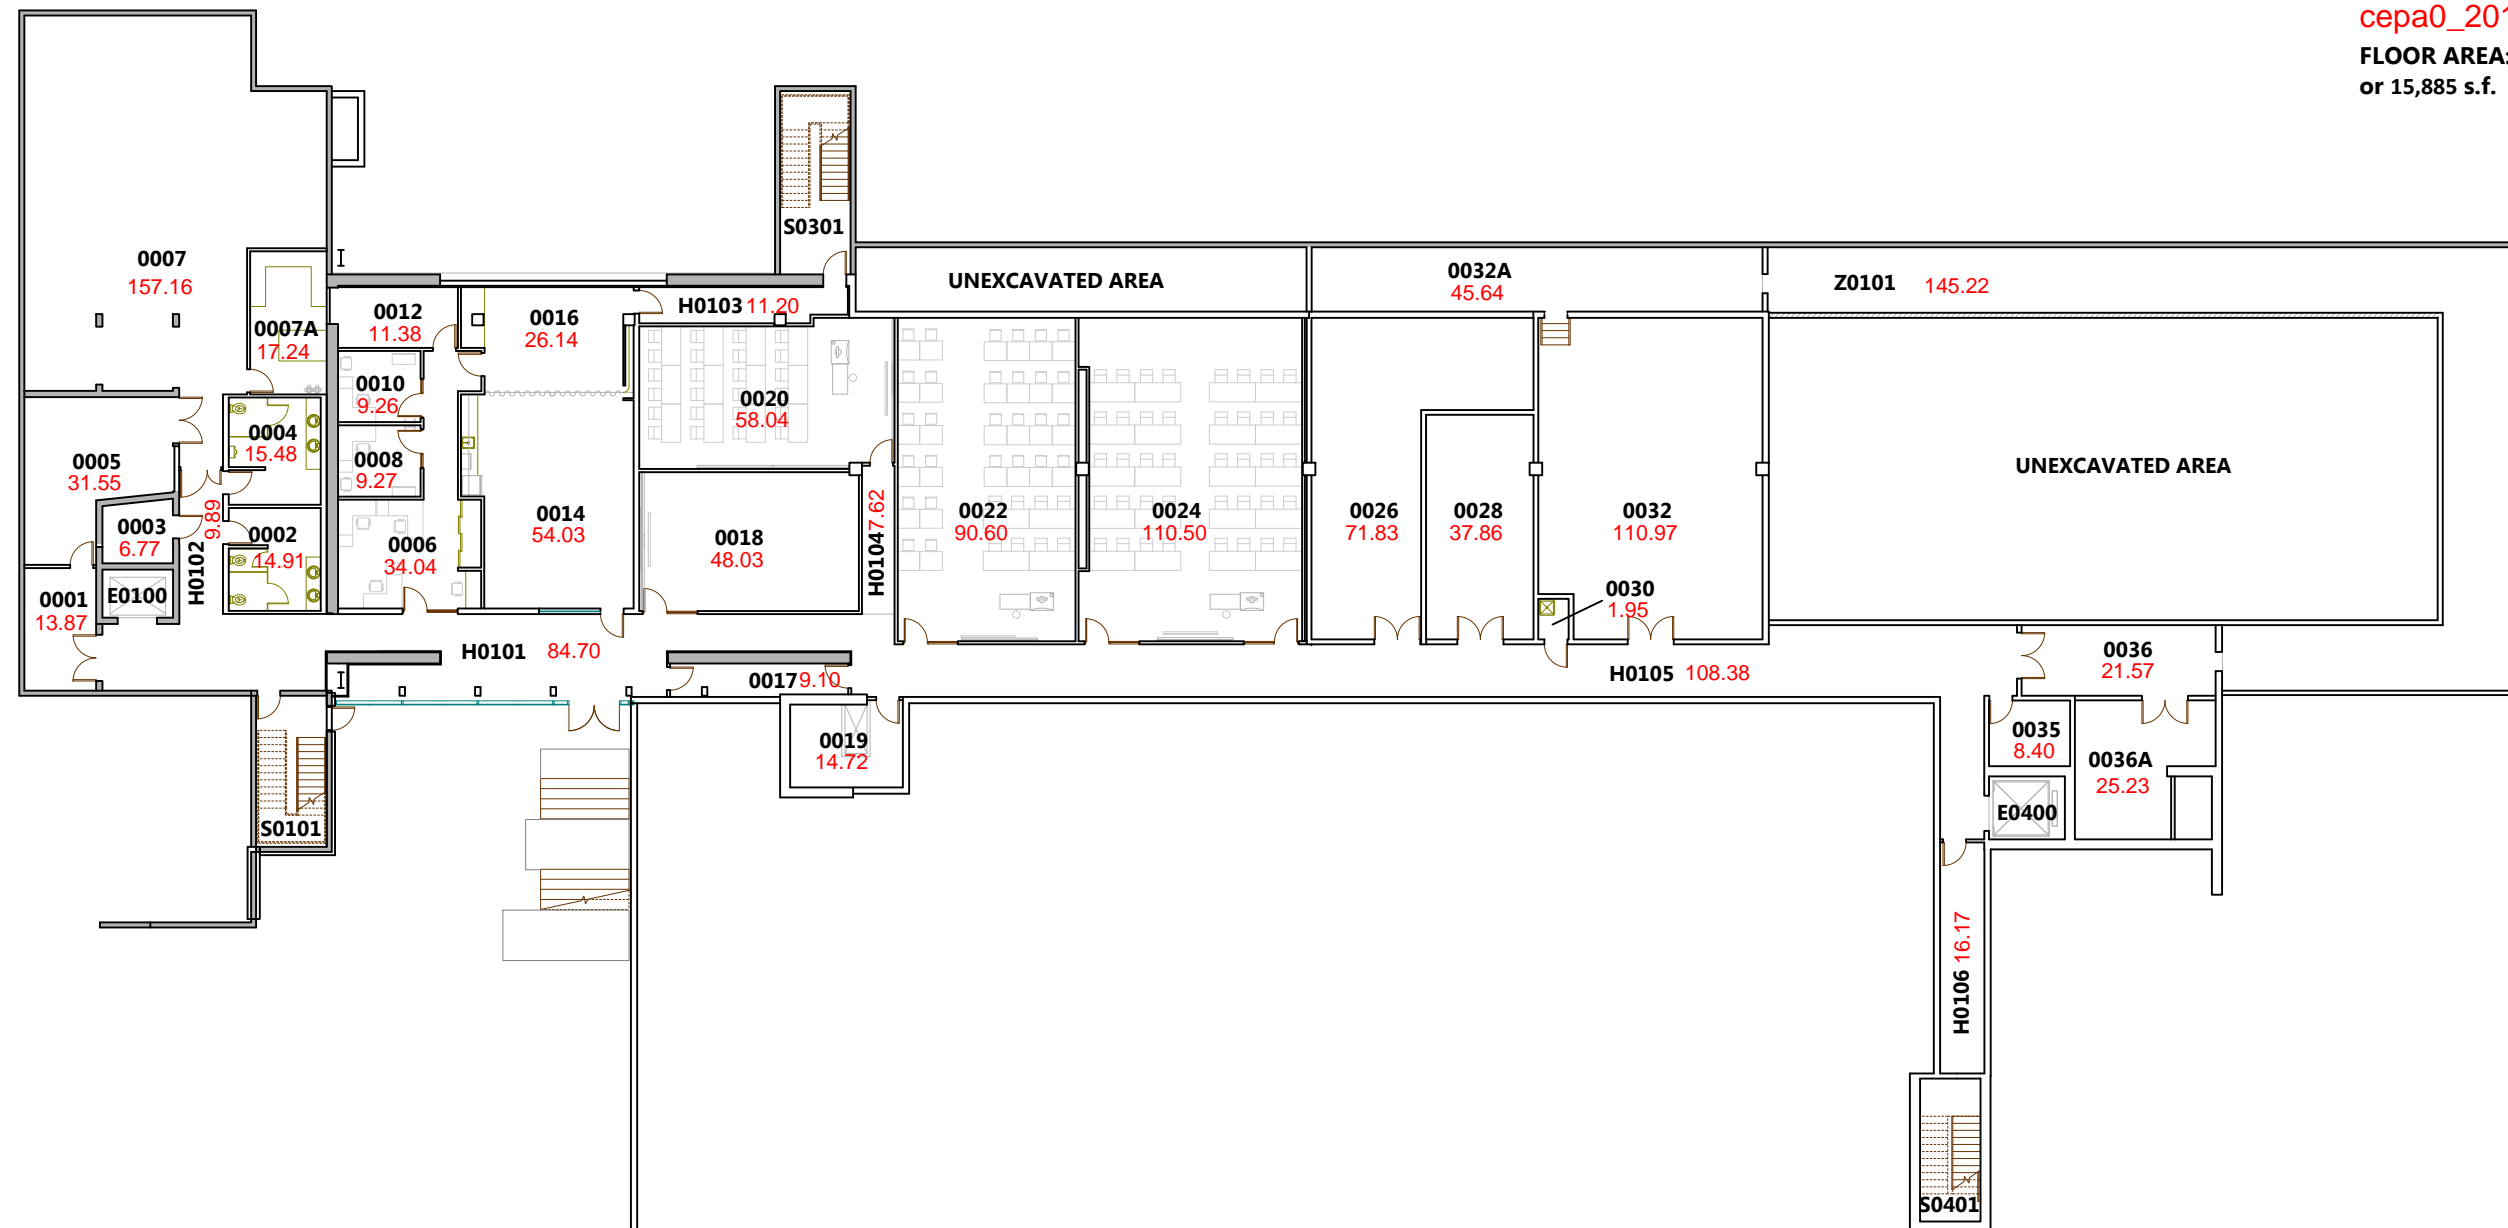 cepa0_201
FLOOR AREA:
or 15,885 s.f.
S0301
0007
157.16
UNEXCAVATED AREA
0032A
45.64
Z0101 145.22
0007A
17.24
0012
11.38
0016
26.14
H0103 11.20
0010
9.26
0020
58.04
0004
15.48
0005
31.55
0008
9.27
UNEXCAVATED AREA
0003
6.77
H0102 9.89
0002
14.91
0006
34.04
0014
54.03
0018
48.03
H0104 7.62
0022
90.60
0024
110.50
0026
71.83
0028
37.86
0032
110.97
0030
1.95
0001
13.87
E0100
H0101 84.70
0017 9.10
H0105 108.38
0036
21.57
0019
14.72
0035
8.40
0036A
25.23
S0101
E0400
H0106 16.17
S0401